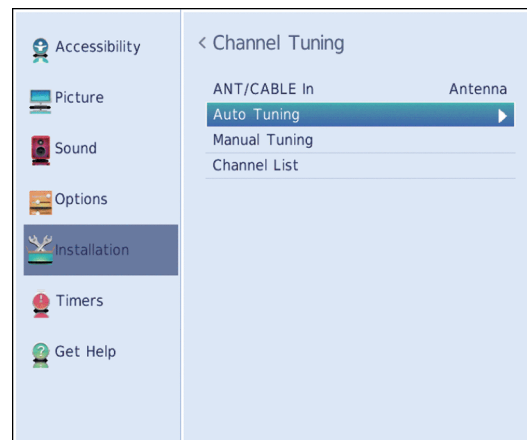 Accessibility
Picture
Sound
Options
Installation
Timers
Get Help
< Channel Tuning
ANT/CABLE In Antenna
Auto Tuning
Manual Tuning
Channel List